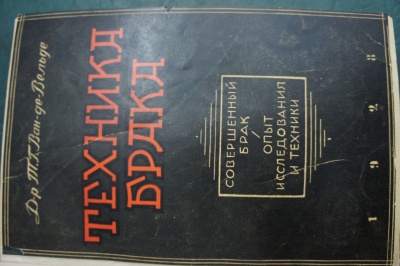 Д-р Т.Г. Ван-де-Вельде
ТЕХНИКА
БРАКА
СОВЕРШЕННЫЙ
БРАК
ОПЫТ
ИССЛЕДОВАНИЯ
И ТЕХНИКИ
1928